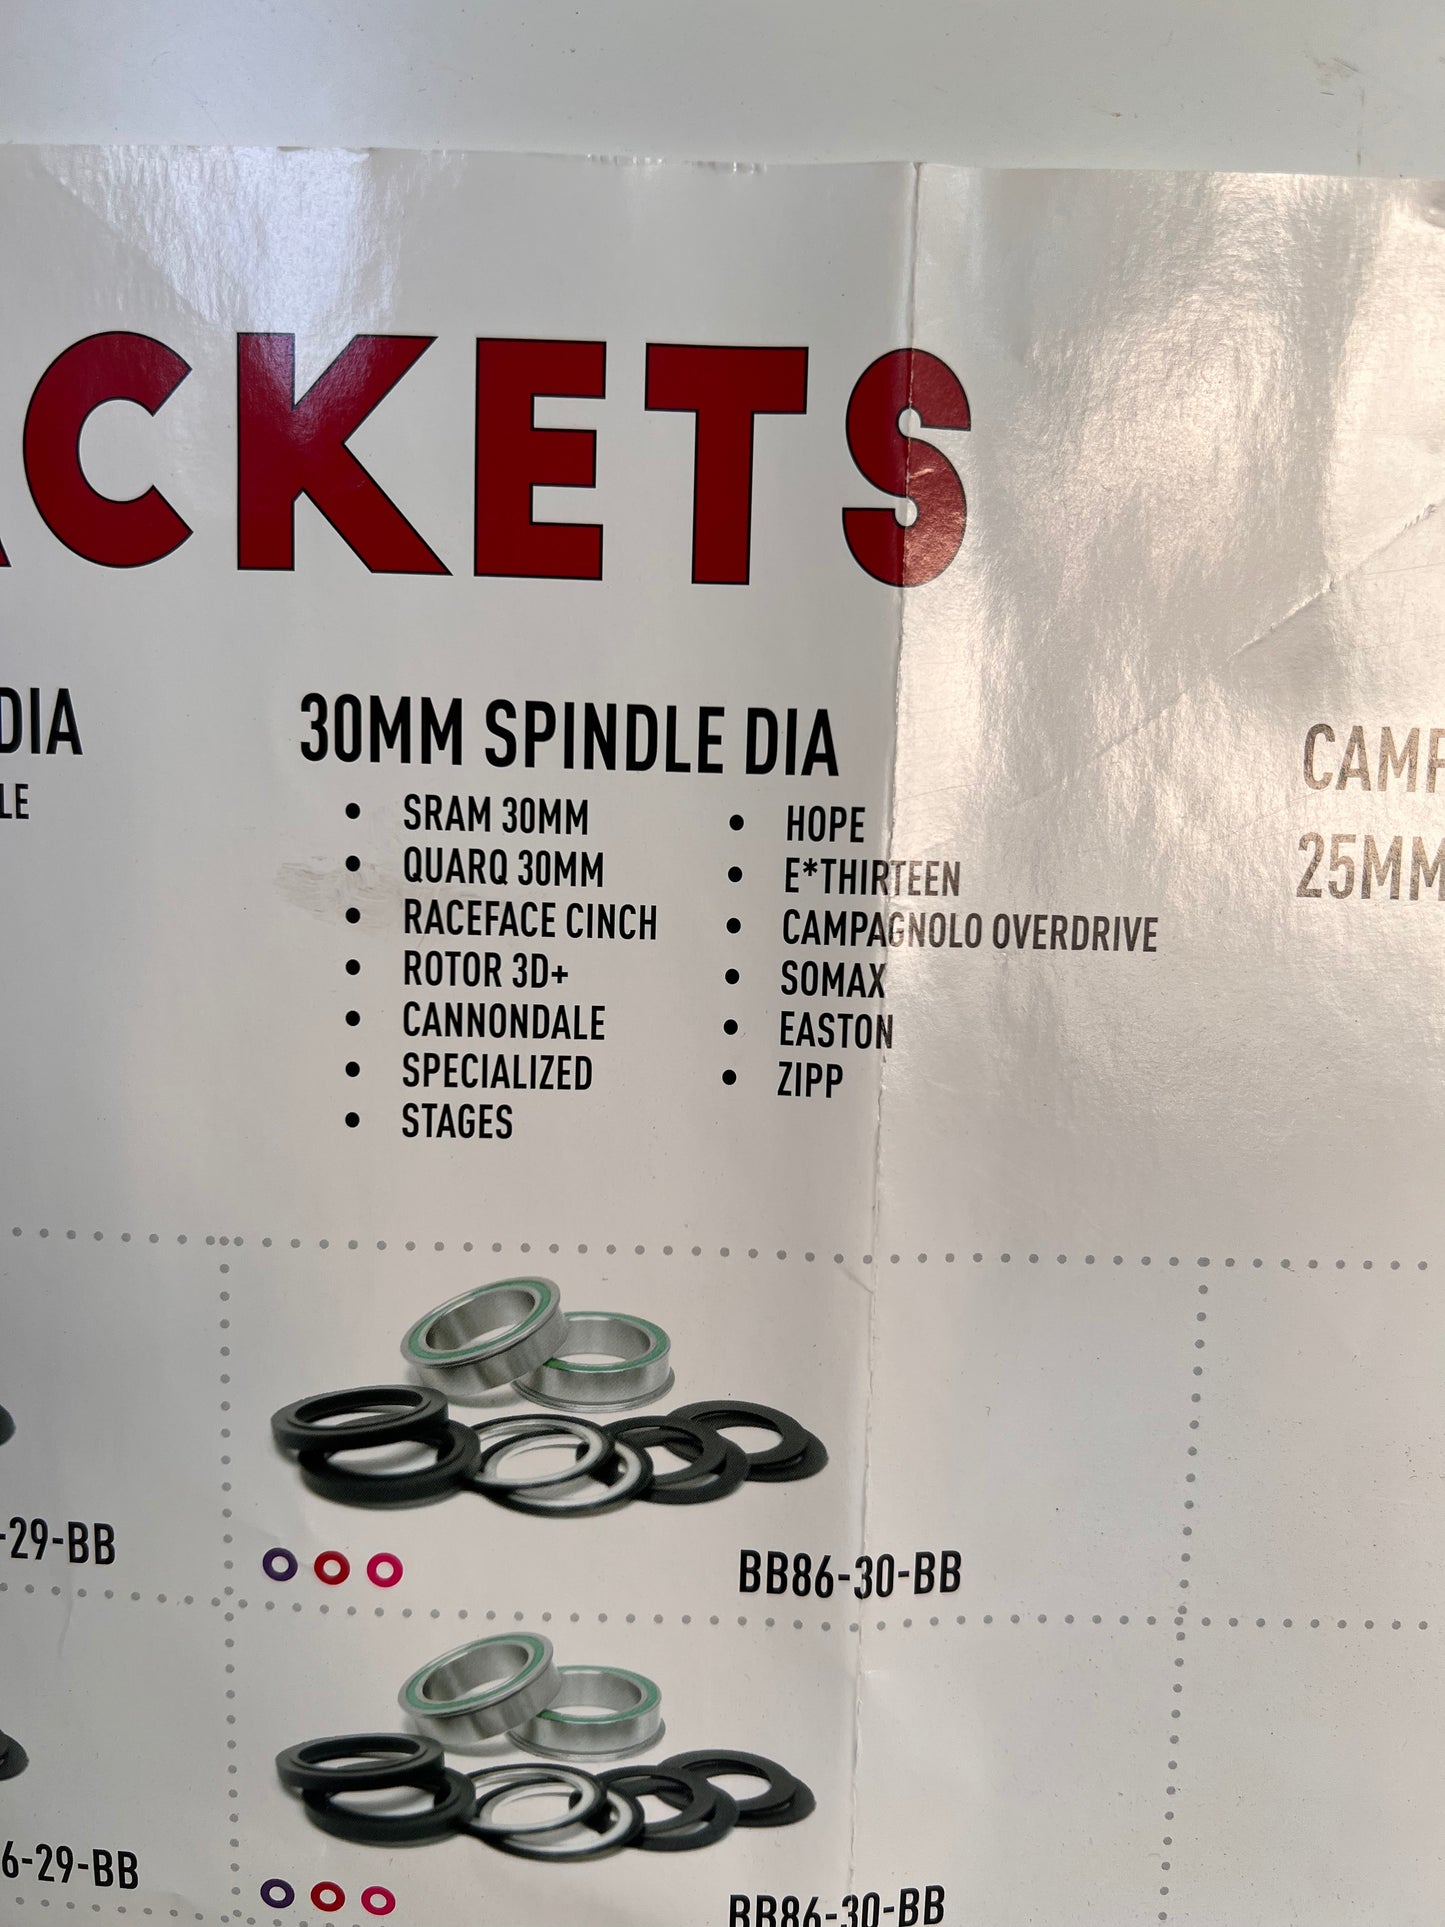 ACKETS
DIA
LE
30MM SPINDLE DIA
• SRAM 30MM
• QUARQ 30MM
• RACEFACE CINCH
• ROTOR 3D+
• CANNONDALE
• SPECIALIZED
• STAGES
• HOPE
• E*THIRTEEN
• CAMPAGNOLO OVERDRIVE
• SOMAX
• EASTON
• ZIPP
CAMP
25MM
-29-BB
BB86-30-BB
6-29-BB
BB86-30-BB